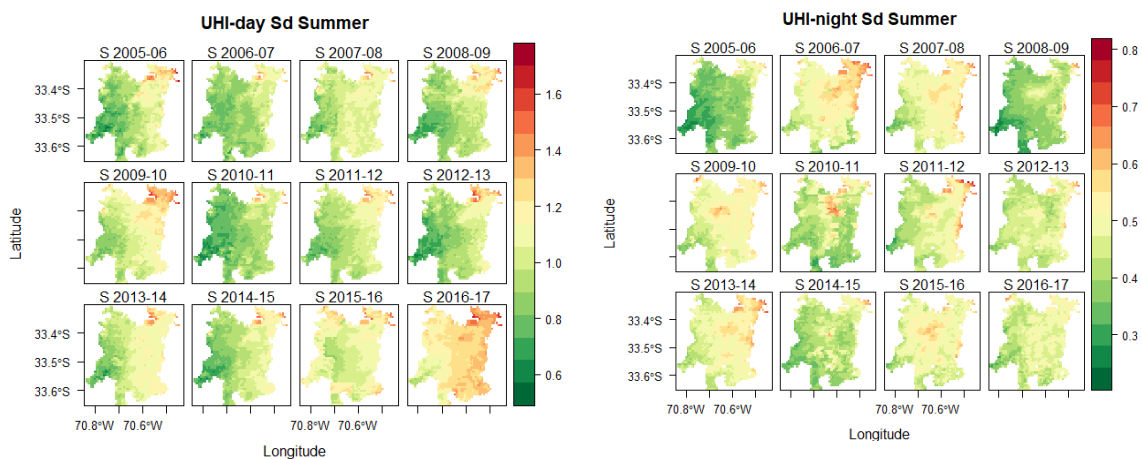 UHI-day Sd Summer
S 2005-06 S 2006-07 S 2007-08 S 2008-09
33.4°S
33.5°S
33.6°S
S 2009-10 S 2010-11 S 2011-12 S 2012-13
S 2013-14 S 2014-15 S 2015-16 S 2016-17
33.4°S
33.5°S
33.6°S
70.8°W 70.6°W 70.8°W 70.6°W
Latitude
Longitude
1.6
1.4
1.2
1.0
0.8
0.6
UHI-night Sd Summer
S 2005-06 S 2006-07 S 2007-08 S 2008-09
33.4°S
33.5°S
33.6°S
S 2009-10 S 2010-11 S 2011-12 S 2012-13
S 2013-14 S 2014-15 S 2015-16 S 2016-17
33.4°S
33.5°S
33.6°S
70.8°W 70.6°W 70.8°W 70.6°W
Latitude
Longitude
0.8
0.7
0.6
0.5
0.4
0.3